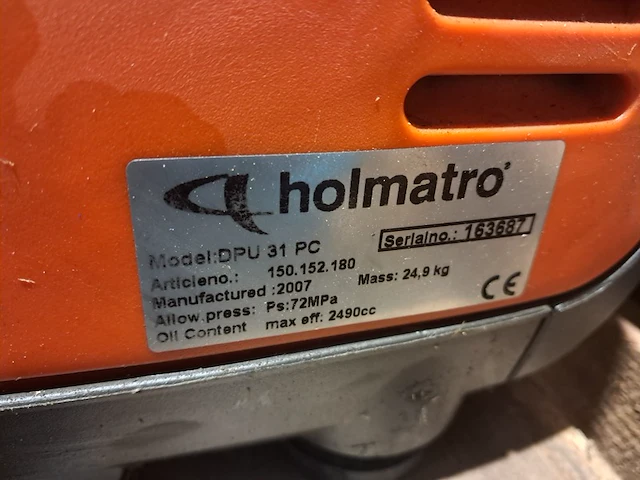 holmatro
Model:DPU 31 PC
Serialno.: 163687
Articleno.: 150.152.180
Manufactured :2007 Mass: 24,9 kg
Allow.press: Ps:72MPa
Oil Content max eff: 2490cc
CE